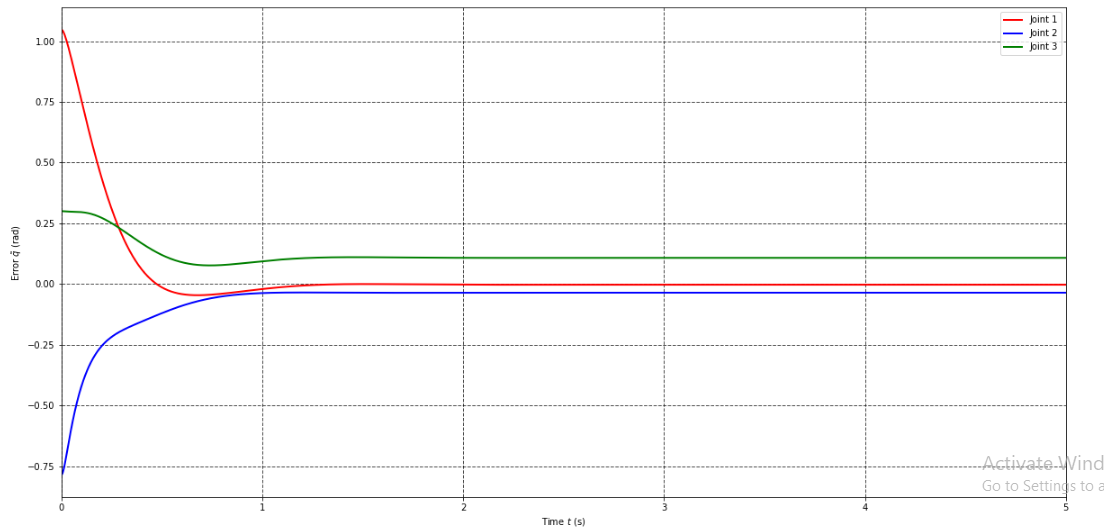 Joint 1
Joint 2
Joint 3
1.00
0.75
0.50
0.25
0.00
−0.25
−0.50
−0.75
Error q̃ (rad)
0 1 2 3 4 5
Time t (s)
Activate Wind
Go to Settings to a